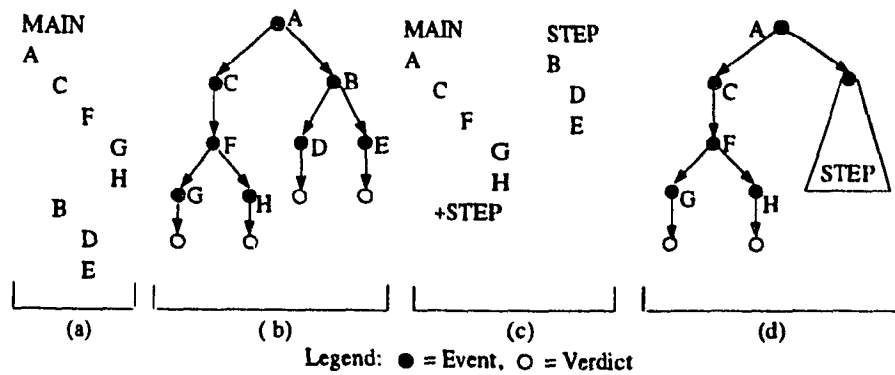 MAIN
A
C
F
G
H
B
D
E
(a)
A
C
B
F
D
E
G
H
(b)
MAIN
A
C
F
G
H
+STEP
STEP
B
D
E
(c)
A
C
F
G
H
STEP
(d)
Legend: ● = Event, ○ = Verdict